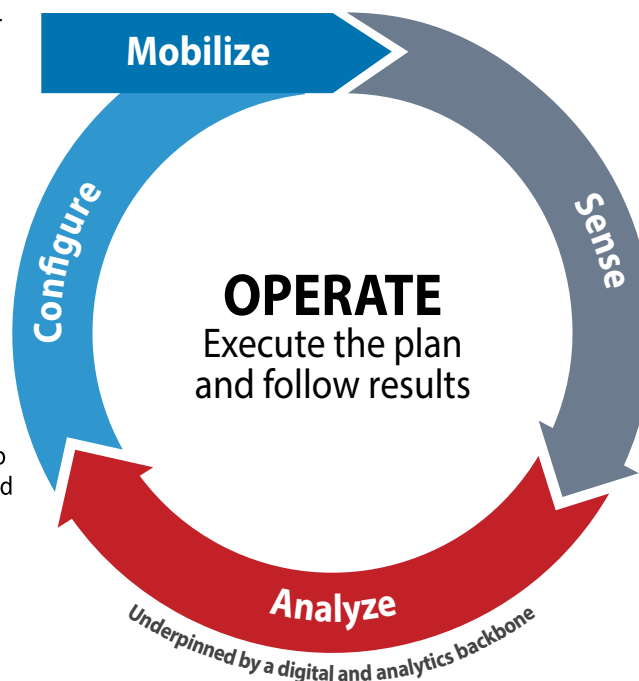 Mobilize
Sense
Configure
OPERATE
Execute the plan
and follow results
Analyze
Underpinned by a digital and analytics backbone